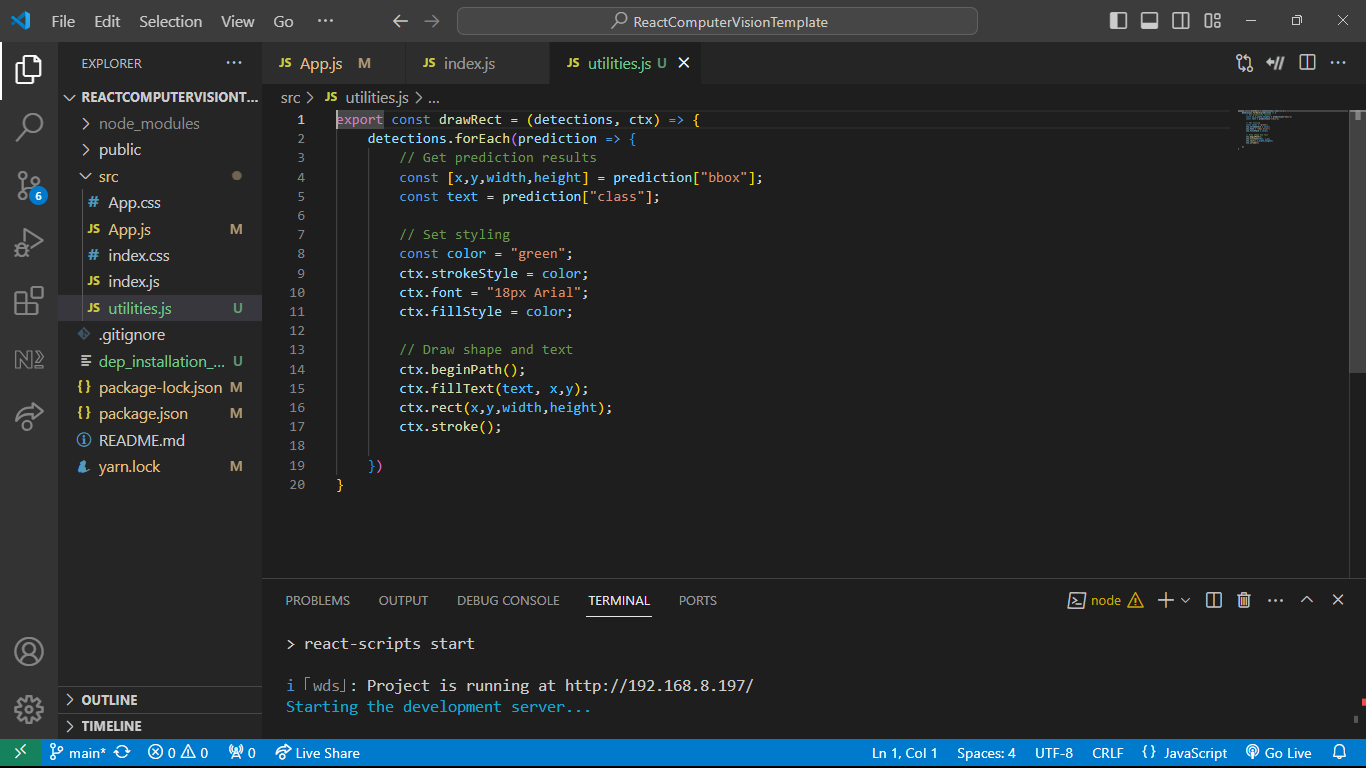 File Edit Selection View Go ... ReactComputerVisionTemplate
EXPLORER ...
JS App.js M
JS index.js
JS utilities.js U
REACTCOMPUTERVISIONT...
node_modules
public
src
# App.css
JS App.js M
# index.css
JS index.js
JS utilities.js U
.gitignore
dep_installation_... U
{} package-lock.json M
{} package.json M
README.md
yarn.lock M
OUTLINE
TIMELINE
6
src > JS utilities.js > ...
1 export const drawRect = (detections, ctx) => {
2 detections.forEach(prediction => {
3 // Get prediction results
4 const [x,y,width,height] = prediction["bbox"];
5 const text = prediction["class"];
6
7 // Set styling
8 const color = "green";
9 ctx.strokeStyle = color;
10 ctx.font = "18px Arial";
11 ctx.fillStyle = color;
12
13 // Draw shape and text
14 ctx.beginPath();
15 ctx.fillText(text, x,y);
16 ctx.rect(x,y,width,height);
17 ctx.stroke();
18
19 })
20 }
PROBLEMS OUTPUT DEBUG CONSOLE TERMINAL PORTS node
> react-scripts start
i ｢wds｣: Project is running at http://192.168.8.197/
Starting the development server...
main* 0 0 0 Live Share Ln 1, Col 1 Spaces: 4 UTF-8 CRLF {} JavaScript Go Live